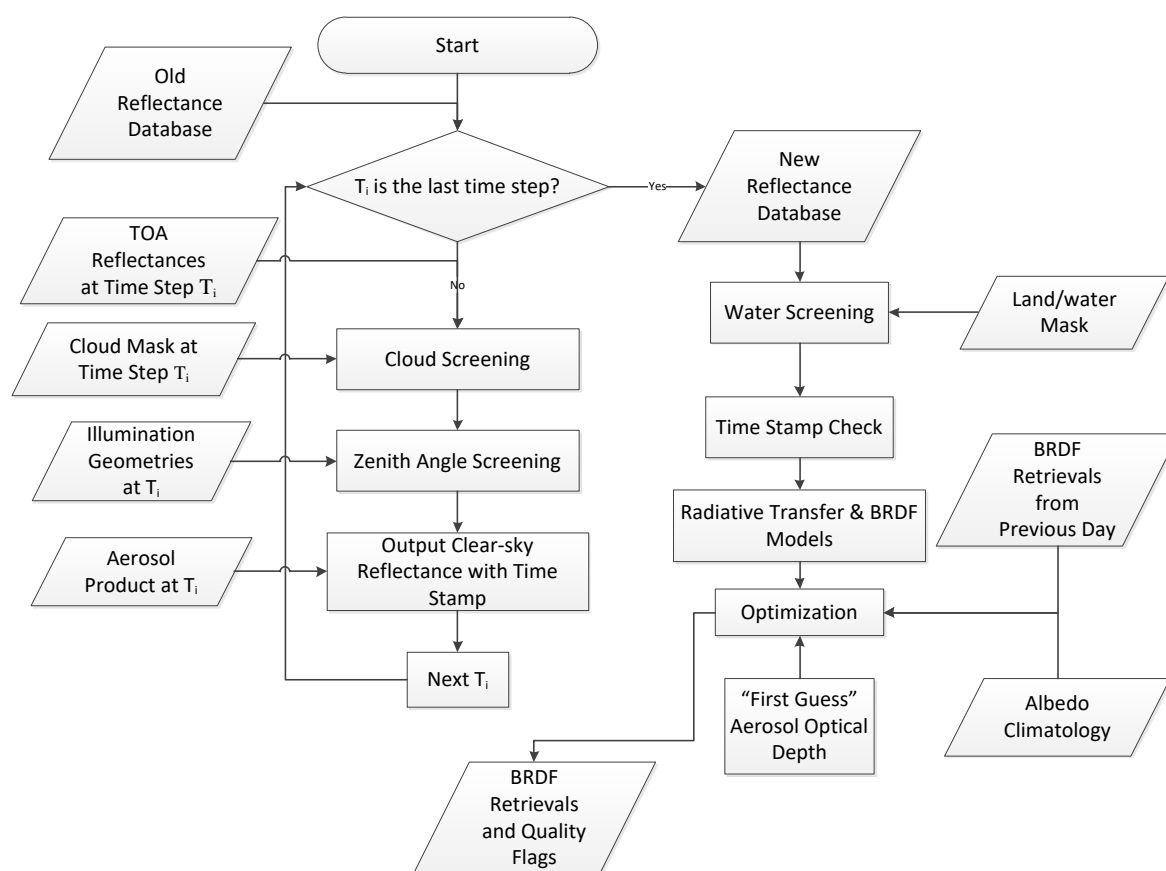 Start
Old
Reflectance
Database
Tᵢ is the last time step?
Yes
New
Reflectance
Database
TOA
Reflectances
at Time Step Tᵢ
No
Water Screening
Land/water
Mask
Cloud Mask at
Time Step Tᵢ
Cloud Screening
Time Stamp Check
Illumination
Geometries
at Tᵢ
Zenith Angle Screening
BRDF
Retrievals
from
Previous Day
Radiative Transfer & BRDF
Models
Aerosol
Product at Tᵢ
Output Clear-sky
Reflectance with Time
Stamp
Optimization
Next Tᵢ
“First Guess”
Aerosol Optical
Depth
Albedo
Climatology
BRDF
Retrievals
and Quality
Flags